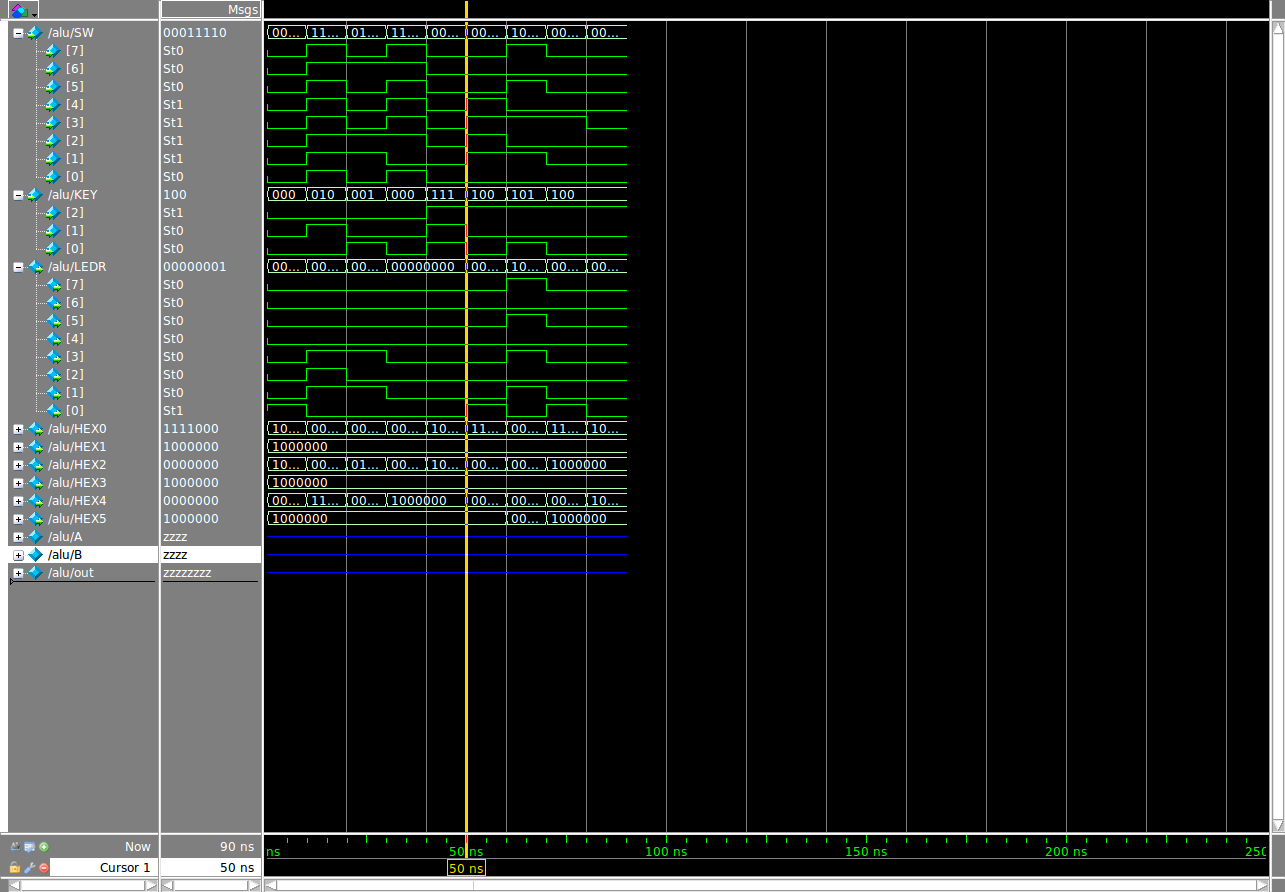 Msgs
/alu/SW 00011110 00... 11... 01... 11... 00... 00... 10... 00... 00...
[7] St0
[6] St0
[5] St0
[4] St1
[3] St1
[2] St1
[1] St1
[0] St0
/alu/KEY 100 000 010 001 000 111 100 101 100
[2] St1
[1] St0
[0] St0
/alu/LEDR 00000001 00... 00... 00... 00000000 00... 10... 00... 00...
[7] St0
[6] St0
[5] St0
[4] St0
[3] St0
[2] St0
[1] St0
[0] St1
/alu/HEX0 1111000 10... 00... 00... 00... 10... 11... 00... 11... 10...
/alu/HEX1 1000000 1000000
/alu/HEX2 0000000 10... 00... 01... 00... 10... 00... 00... 1000000
/alu/HEX3 1000000 1000000
/alu/HEX4 0000000 00... 11... 00... 1000000 00... 00... 00... 10...
/alu/HEX5 1000000 1000000 00... 1000000
/alu/A zzzz
/alu/B zzzz
/alu/out zzzzzzzz
Now 90 ns ns 50 ns 100 ns 150 ns 200 ns 250
Cursor 1 50 ns 50 ns